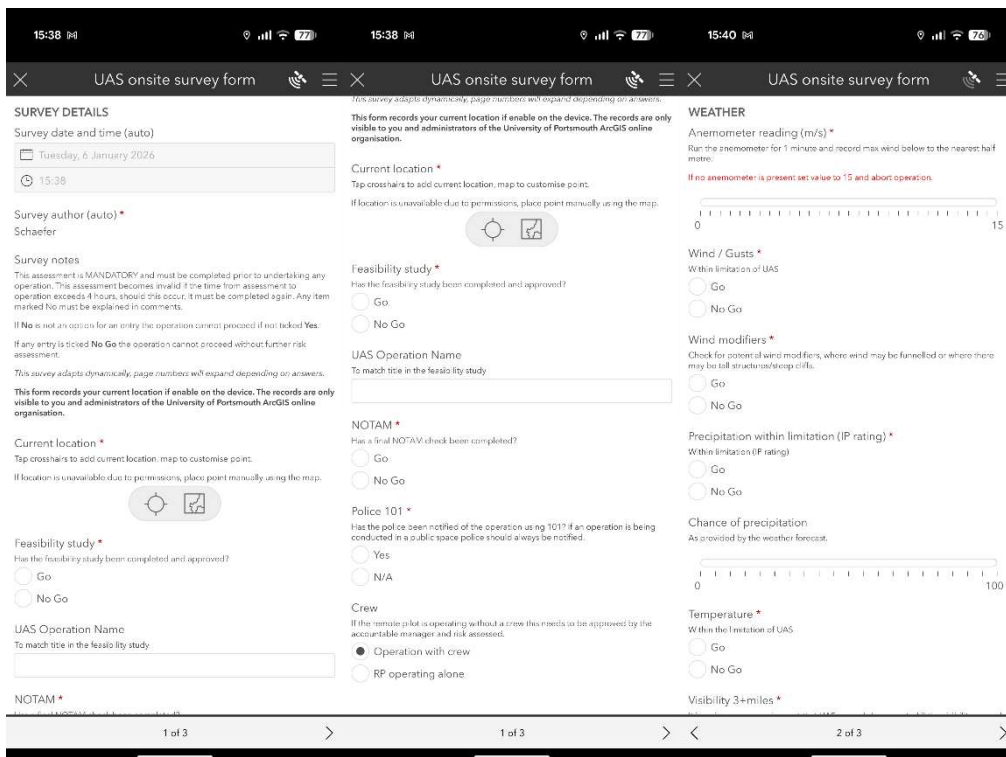 15:38
77
UAS onsite survey form
SURVEY DETAILS
Survey date and time (auto)
Tuesday, 6 January 2026
15:38
Survey author (auto) *
Schaefer
Survey notes
This assessment is MANDATORY and must be completed prior to undertaking any
operation. This assessment becomes invalid if the time from assessment to
operation exceeds 4 hours, should this occur, it must be completed again. Any item
marked No must be explained in comments.
If No is not an option for an entry the operation cannot proceed if not ticked Yes.
If any entry is ticked No Go the operation cannot proceed without further risk
assessment.
This survey adapts dynamically, page numbers will expand depending on answers.
This form records your current location if enable on the device. The records are only
visible to you and administrators of the University of Portsmouth ArcGIS online
organisation.
Current location *
Tap crosshairs to add current location, map to customise point.
If location is unavailable due to permissions, place point manually using the map.
Feasibility study *
Has the feasibility study been completed and approved?
Go
No Go
UAS Operation Name
To match title in the feasibility study
NOTAM *
1 of 3
15:38
77
UAS onsite survey form
This survey adapts dynamically, page numbers will expand depending on answers.
This form records your current location if enable on the device. The records are only
visible to you and administrators of the University of Portsmouth ArcGIS online
organisation.
Current location *
Tap crosshairs to add current location, map to customise point.
If location is unavailable due to permissions, place point manually using the map.
Feasibility study *
Has the feasibility study been completed and approved?
Go
No Go
UAS Operation Name
To match title in the feasibility study
NOTAM *
Has a final NOTAM check been completed?
Go
No Go
Police 101 *
Has the police been notified of the operation using 101? If an operation is being
conducted in a public space police should always be notified.
Yes
N/A
Crew
If the remote pilot is operating without a crew this needs to be approved by the
accountable manager and risk assessed.
Operation with crew
RP operating alone
1 of 3
15:40
76
UAS onsite survey form
WEATHER
Anemometer reading (m/s) *
Run the anemometer for 1 minute and record max wind below to the nearest half
metre.
If no anemometer is present set value to 15 and abort operation.
0 15
Wind / Gusts *
Within limitation of UAS
Go
No Go
Wind modifiers *
Check for potential wind modifiers, where wind may be funnelled or where there
may be tall structures/steep cliffs.
Go
No Go
Precipitation within limitation (IP rating) *
Within limitation (IP rating)
Go
No Go
Chance of precipitation
As provided by the weather forecast.
0 100
Temperature *
Within the limitation of UAS
Go
No Go
Visibility 3+miles *
2 of 3